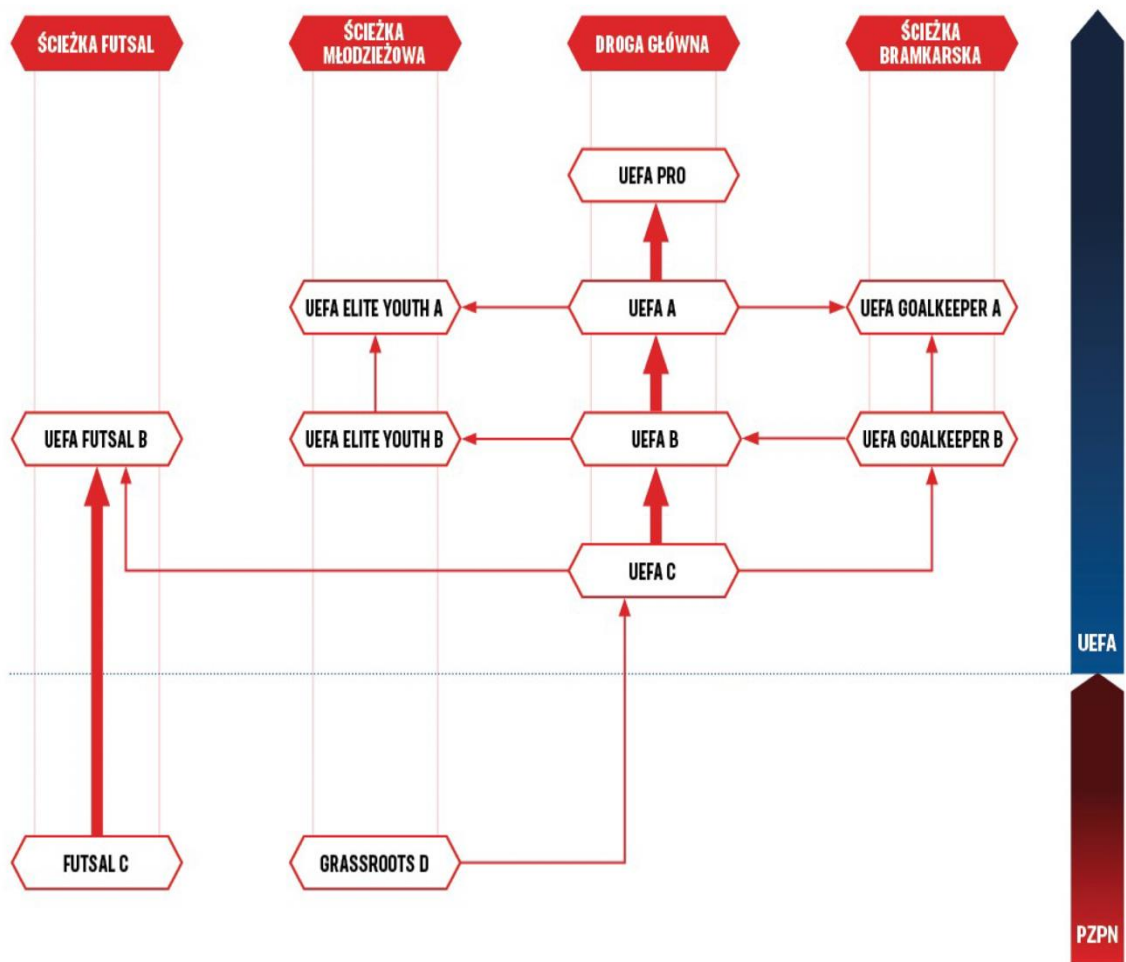 ŚCIEŻKA FUTSAL
ŚCIEŻKA
MŁODZIEŻOWA
DROGA GŁÓWNA
ŚCIEŻKA
BRAMKARSKA
UEFA PRO
UEFA ELITE YOUTH A
UEFA A
UEFA GOALKEEPER A
UEFA FUTSAL B
UEFA ELITE YOUTH B
UEFA B
UEFA GOALKEEPER B
UEFA C
UEFA
FUTSAL C
GRASSROOTS D
PZPN